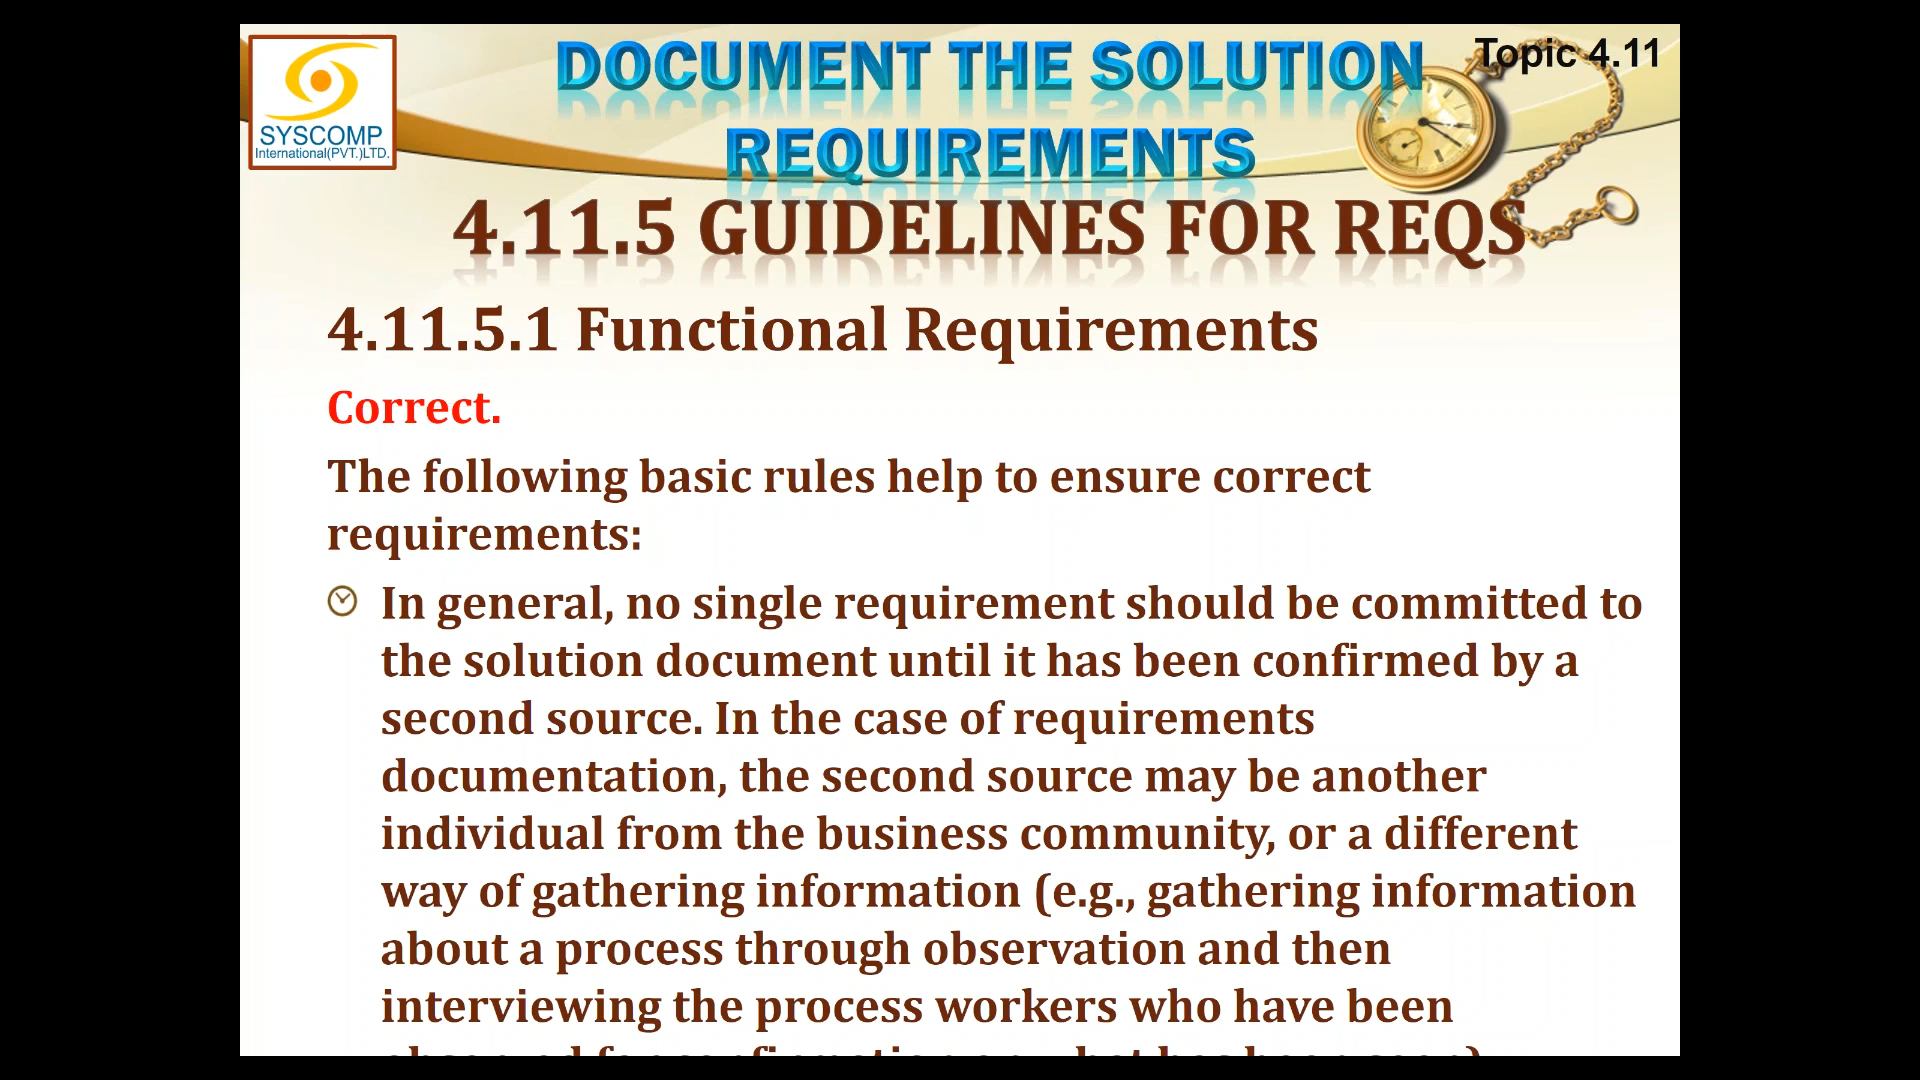 SYSCOMP
International(PVT.)LTD.
DOCUMENT THE SOLUTION
REQUIREMENTS
Topic 4.11
4.11.5 GUIDELINES FOR REQS
4.11.5.1 Functional Requirements
Correct.
The following basic rules help to ensure correct
requirements:
In general, no single requirement should be committed to
the solution document until it has been confirmed by a
second source. In the case of requirements
documentation, the second source may be another
individual from the business community, or a different
way of gathering information (e.g., gathering information
about a process through observation and then
interviewing the process workers who have been